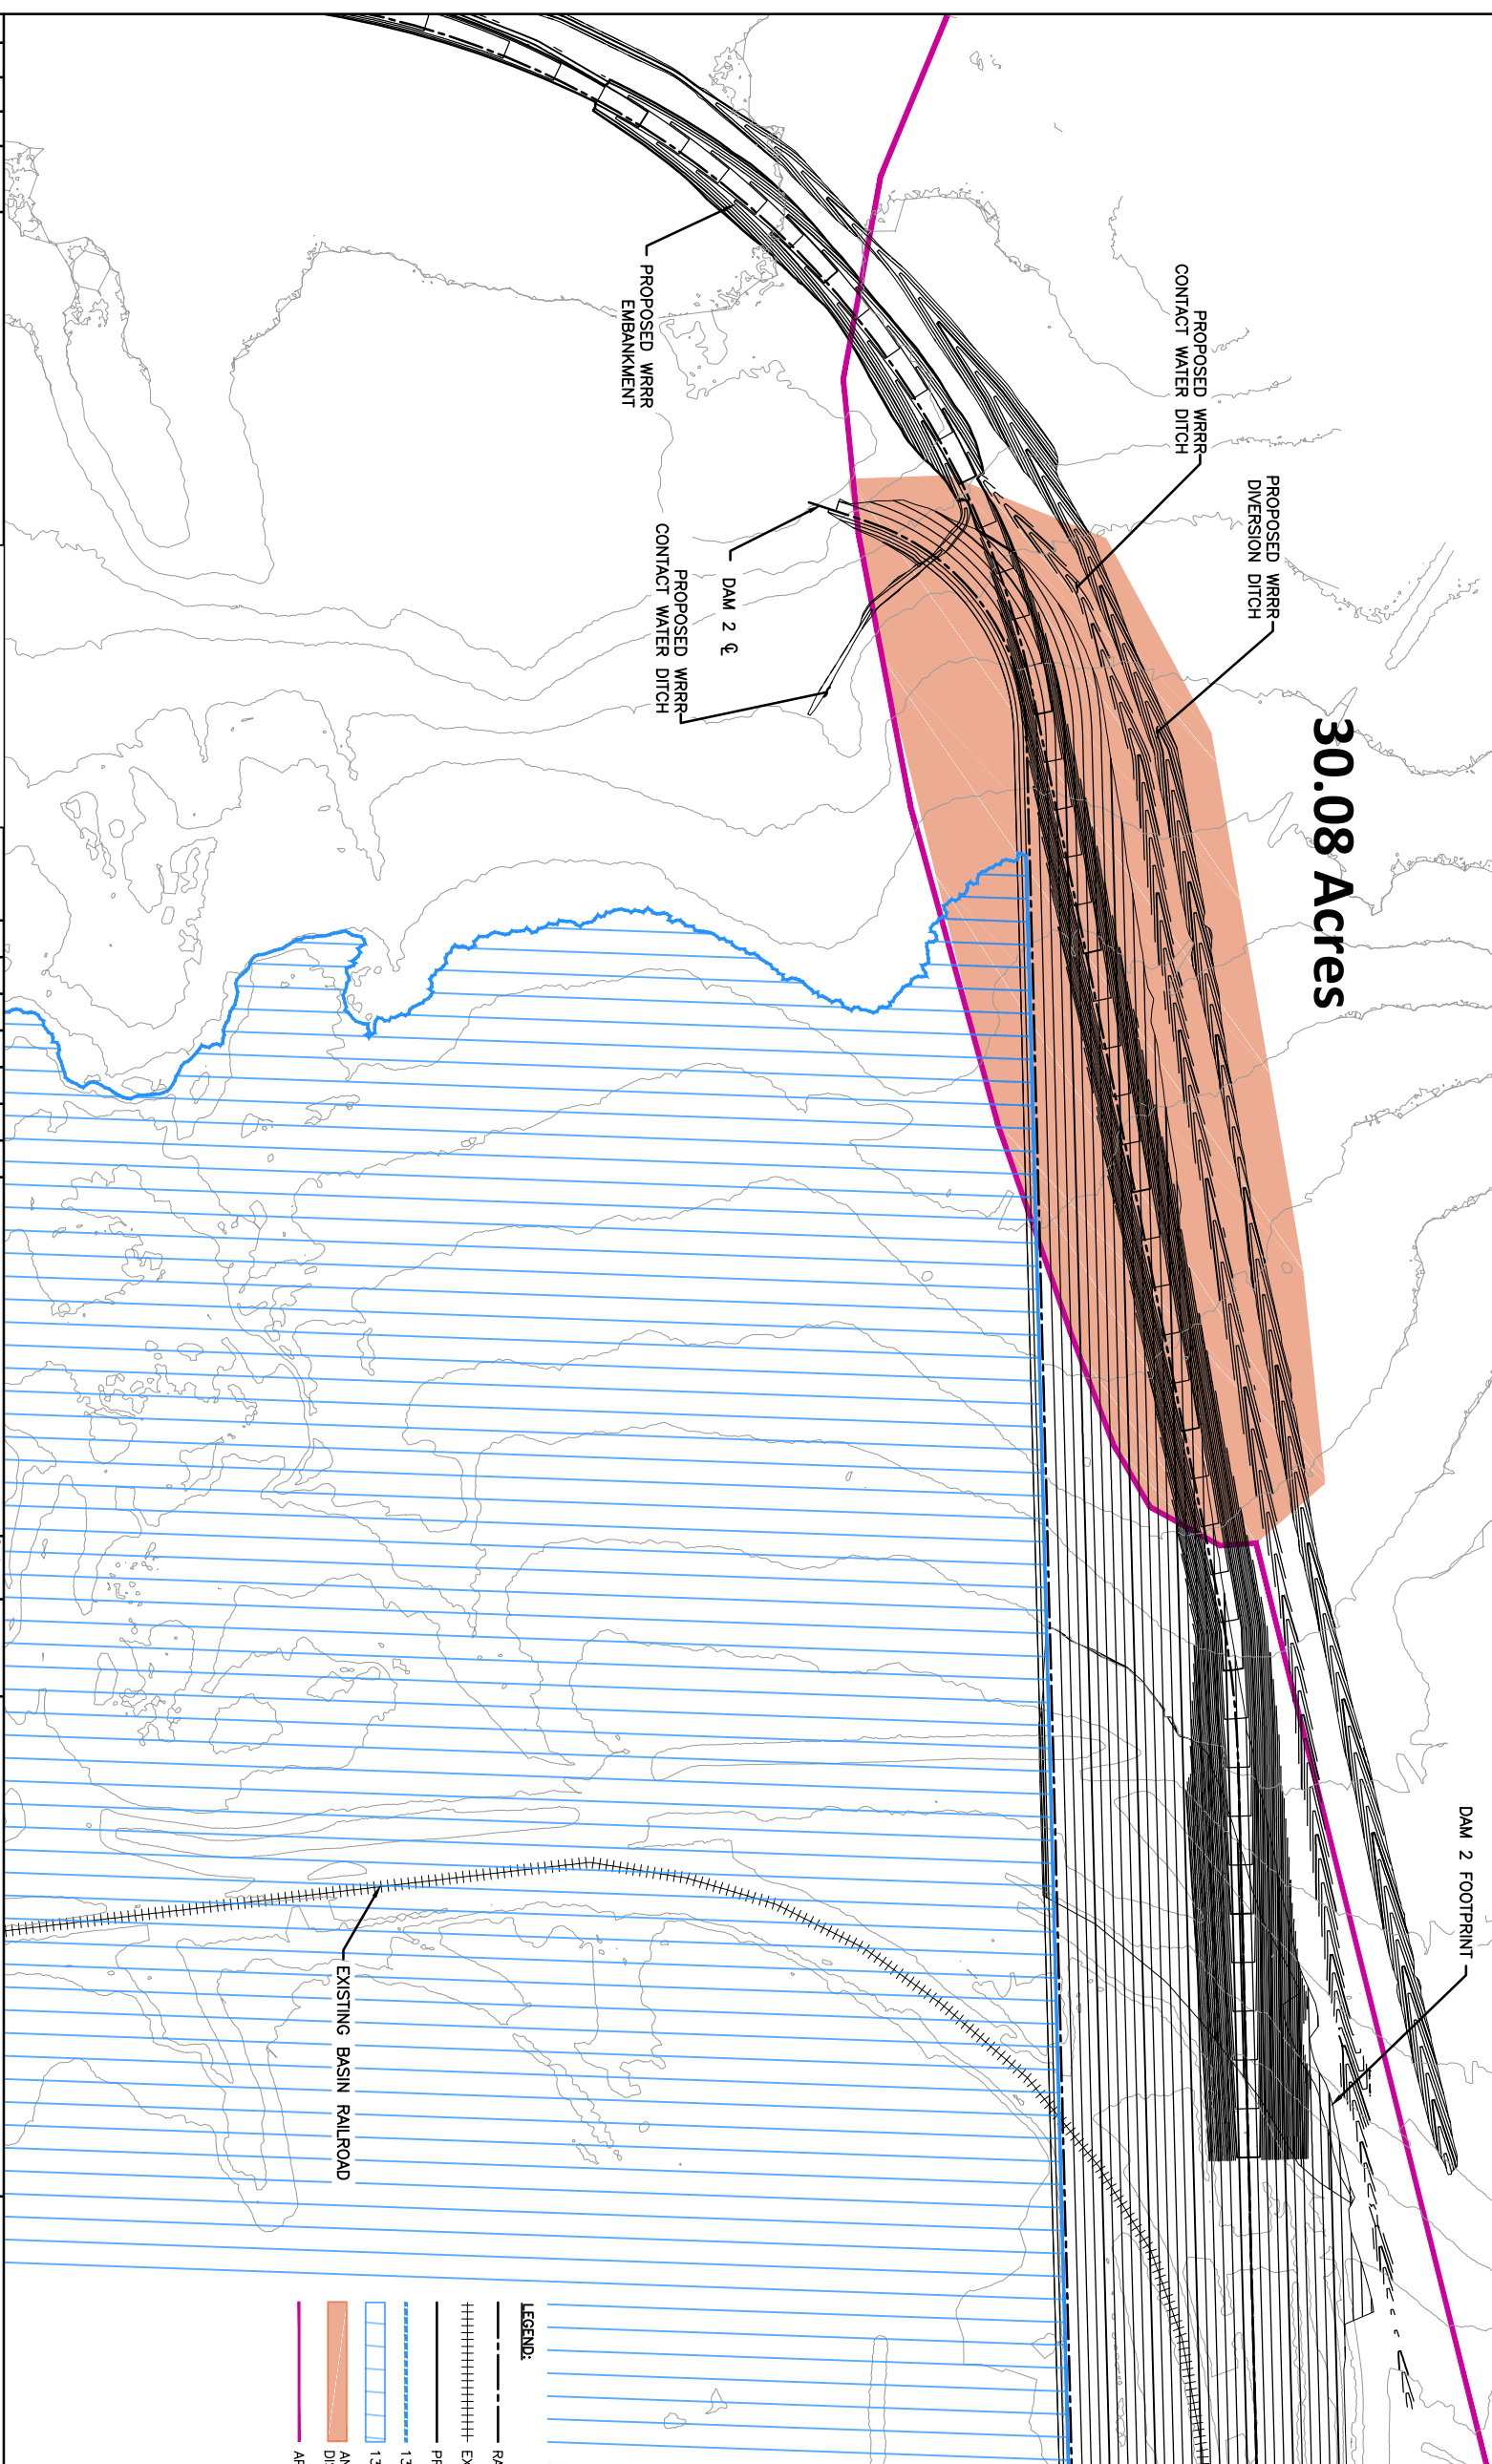 30.08 Acres
PROPOSED WRRR
CONTACT WATER DITCH
PROPOSED WRRR
DIVERSION DITCH
PROPOSED WRRR
EMBANKMENT
DAM 2 ℄
PROPOSED WRRR
CONTACT WATER DITCH
DAM 2 FOOTPRINT
EXISTING BASIN RAILROAD
LEGEND: